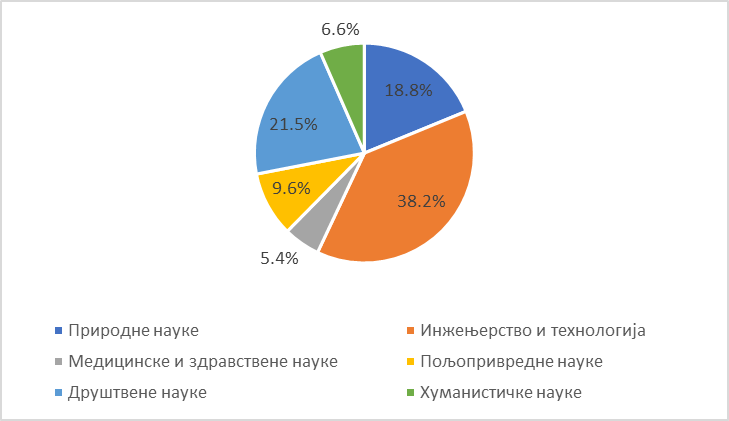 6.6%
18.8%
21.5%
9.6%
38.2%
5.4%
Природне науке
Инжењерство и технологија
Медицинске и здравствене науке
Пољопривредне науке
Друштвене науке
Хуманистичке науке